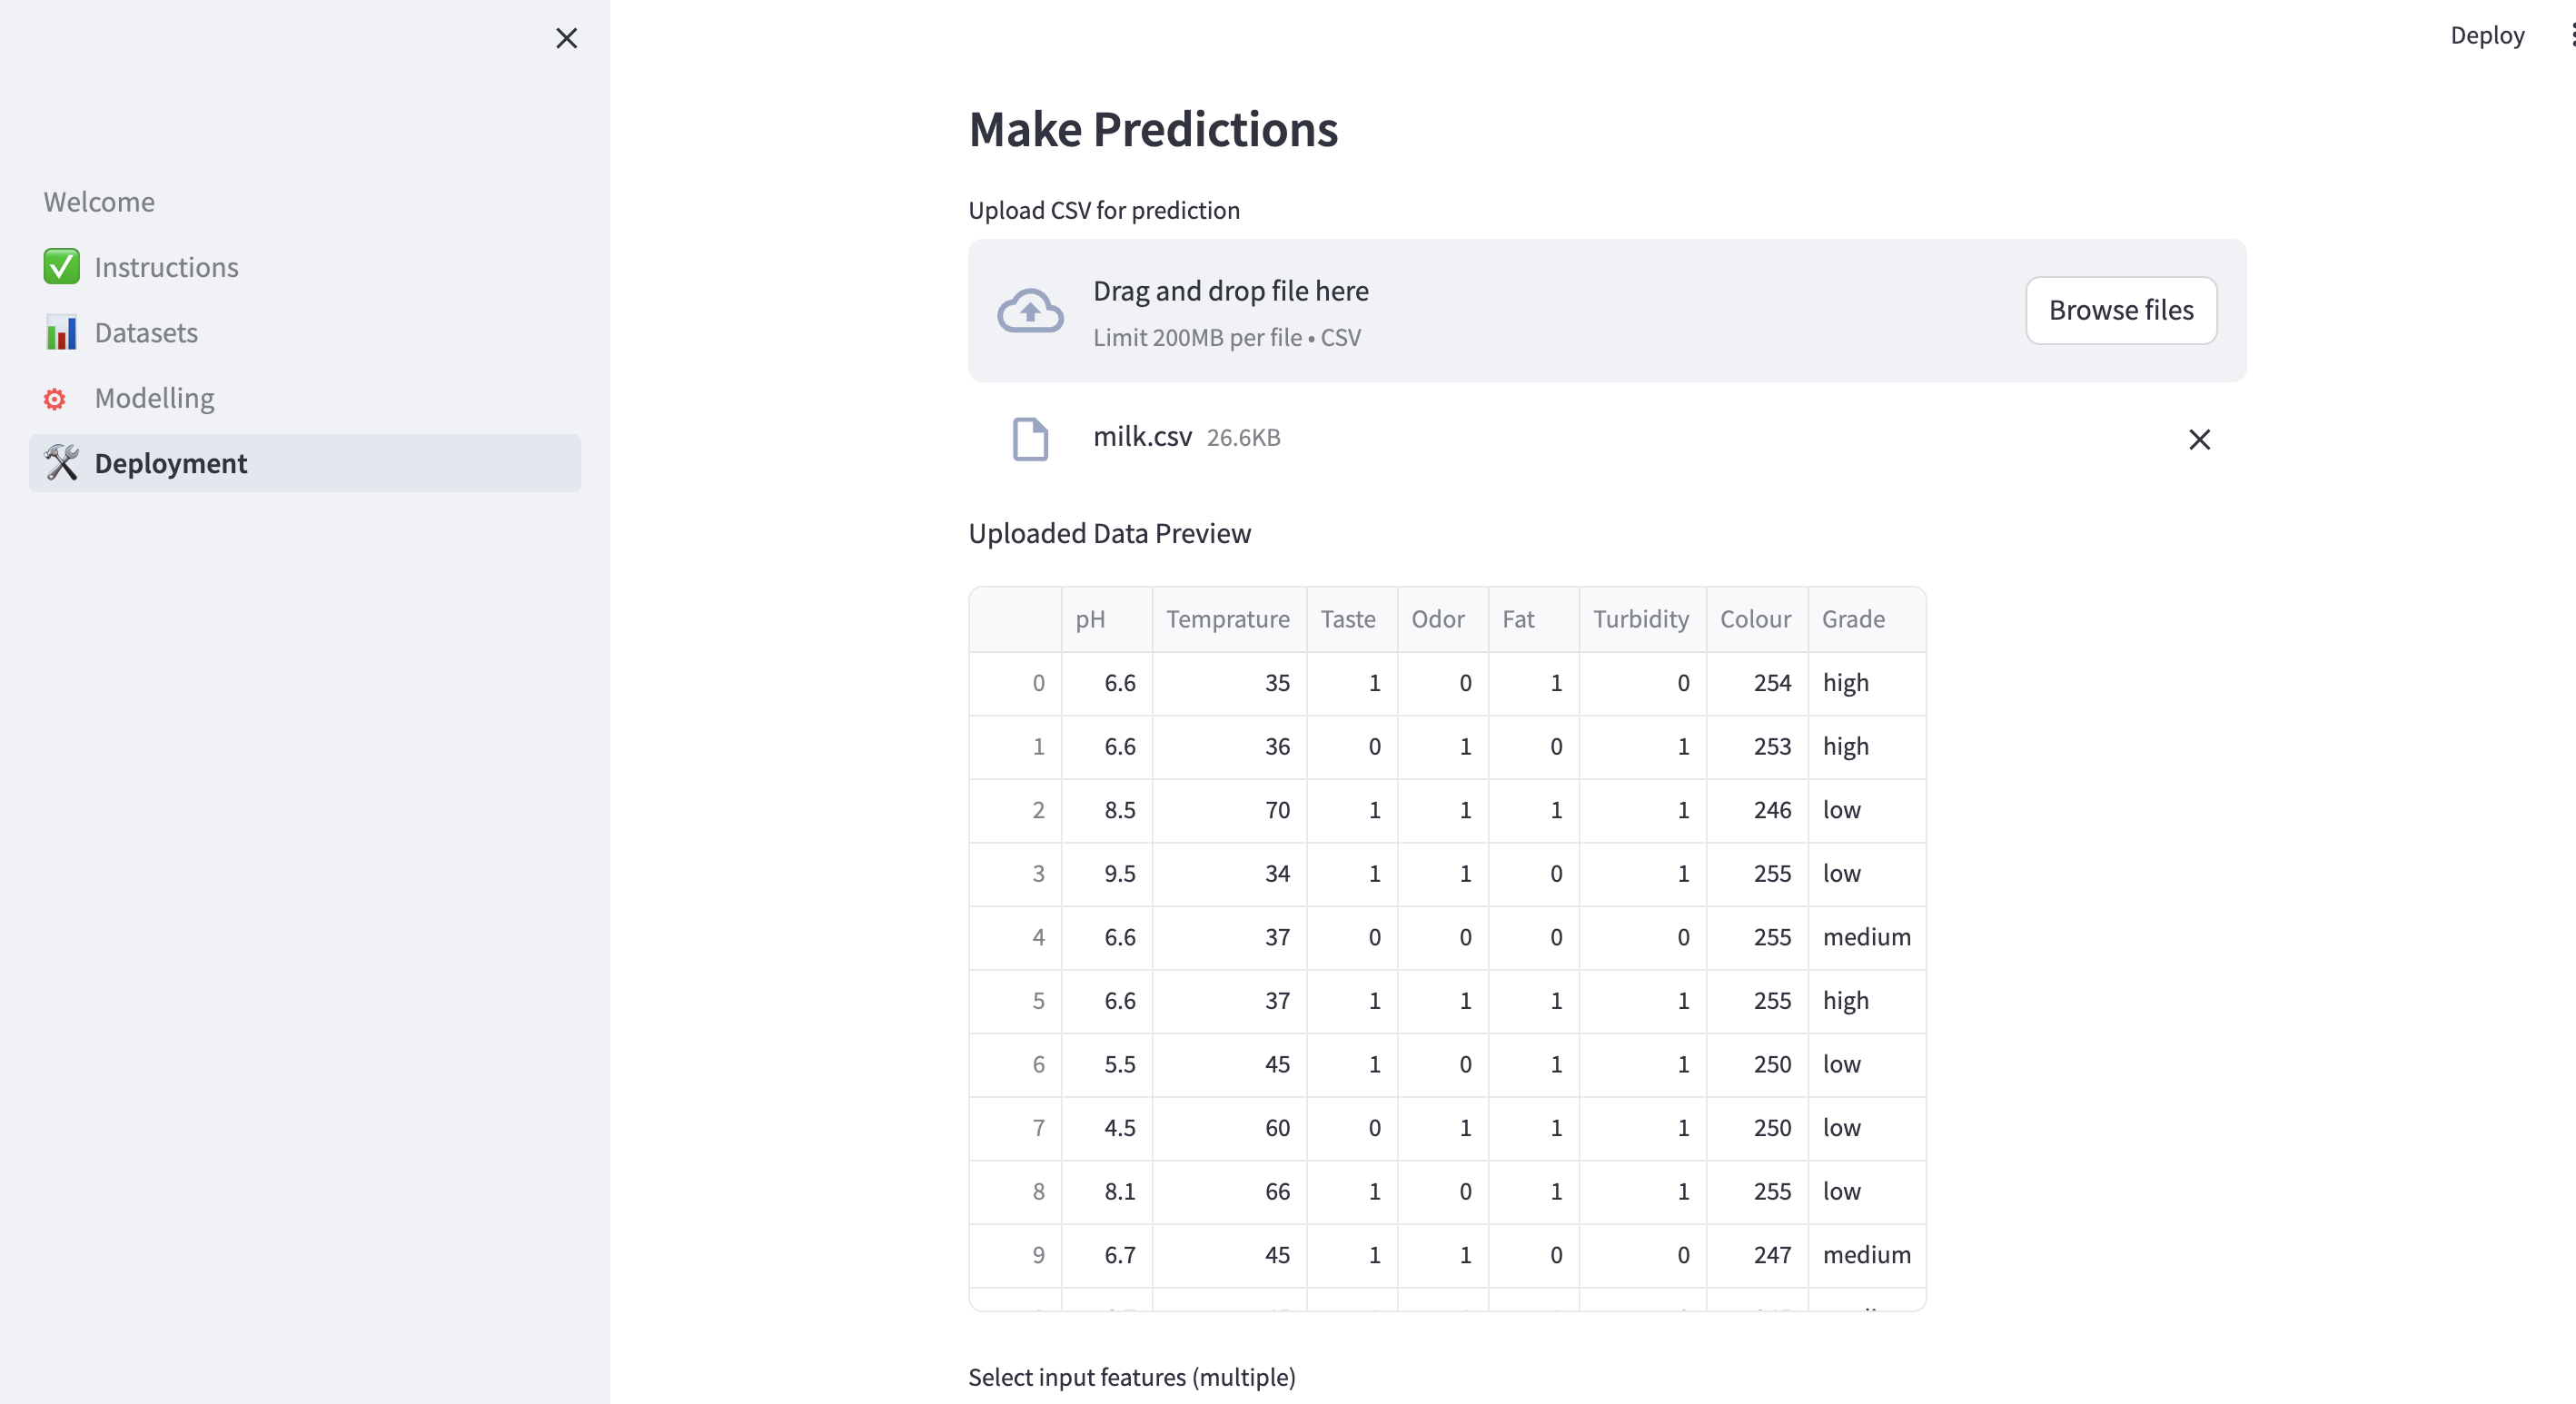 Deploy
Welcome
Instructions
Datasets
Modelling
Deployment
Make Predictions
Upload CSV for prediction
Drag and drop file here
Limit 200MB per file • CSV
Browse files
milk.csv 26.6KB
Uploaded Data Preview
pH Temprature Taste Odor Fat Turbidity Colour Grade
0 6.6 35 1 0 1 0 254 high
1 6.6 36 0 1 0 1 253 high
2 8.5 70 1 1 1 1 246 low
3 9.5 34 1 1 0 1 255 low
4 6.6 37 0 0 0 0 255 medium
5 6.6 37 1 1 1 1 255 high
6 5.5 45 1 0 1 1 250 low
7 4.5 60 0 1 1 1 250 low
8 8.1 66 1 0 1 1 255 low
9 6.7 45 1 1 0 0 247 medium
Select input features (multiple)